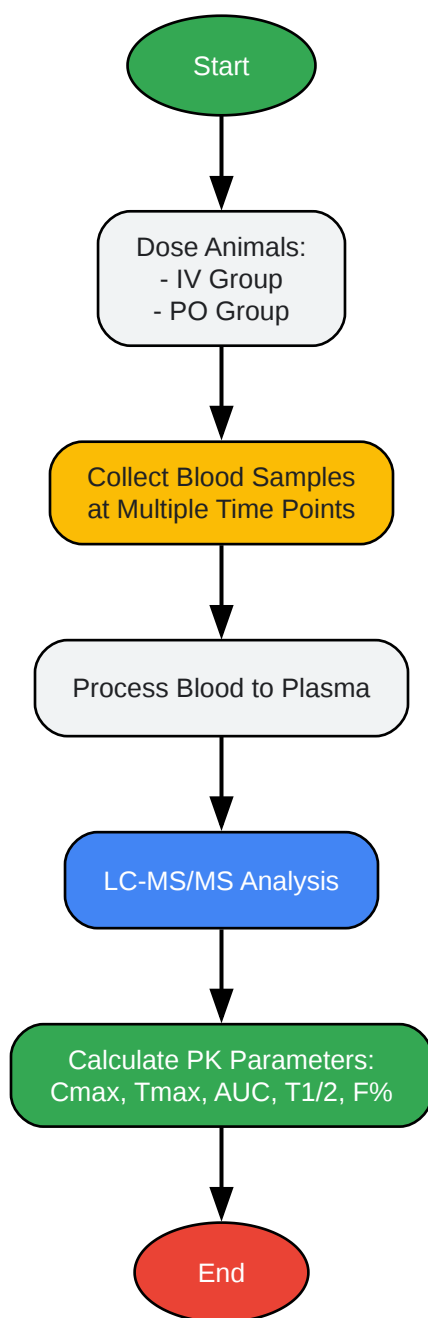 Start
Dose Animals:
- IV Group
- PO Group
Collect Blood Samples
at Multiple Time Points
Process Blood to Plasma
LC-MS/MS Analysis
Calculate PK Parameters:
Cmax, Tmax, AUC, T1/2, F%
End